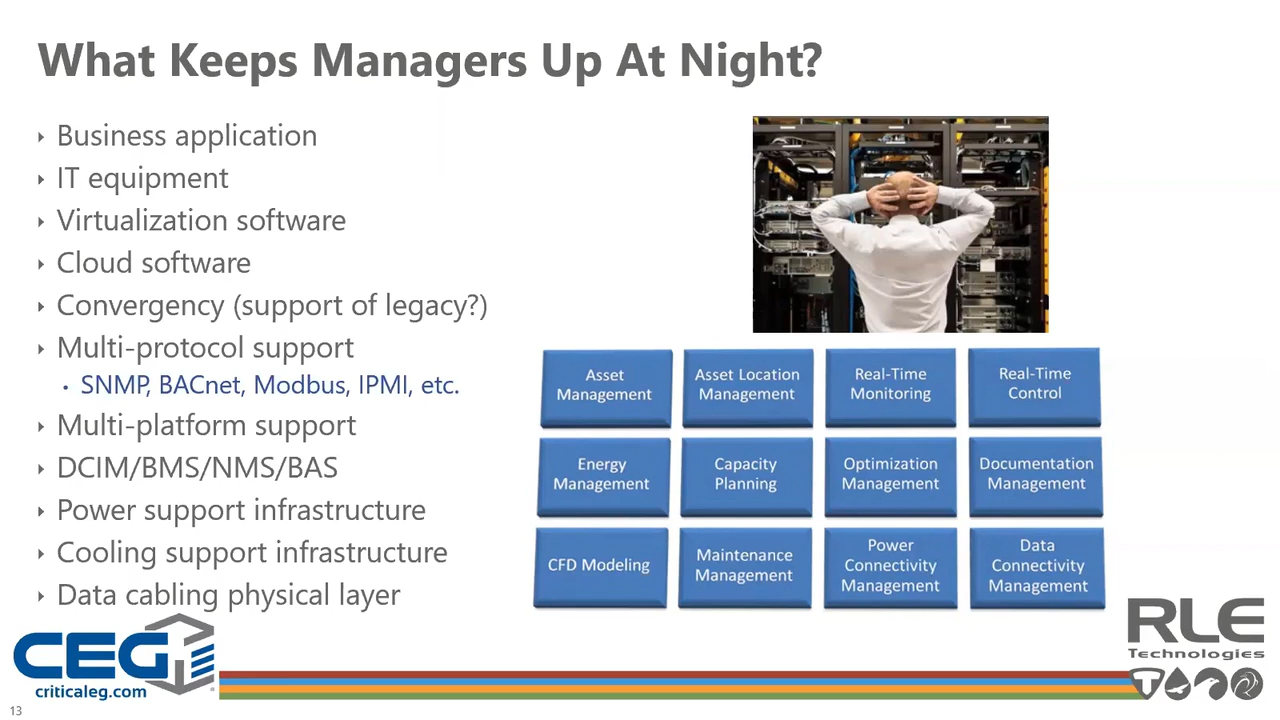 What Keeps Managers Up At Night?
Business application
IT equipment
Virtualization software
Cloud software
Convergency (support of legacy?)
Multi-protocol support
SNMP, BACnet, Modbus, IPMI, etc.
Multi-platform support
DCIM/BMS/NMS/BAS
Power support infrastructure
Cooling support infrastructure
Data cabling physical layer
Asset
Management
Asset Location
Management
Real-Time
Monitoring
Real-Time
Control
Energy
Management
Capacity
Planning
Optimization
Management
Documentation
Management
CFD Modeling
Maintenance
Management
Power
Connectivity
Management
Data
Connectivity
Management
CEG
criticaleg.com
RLE
Technologies
13